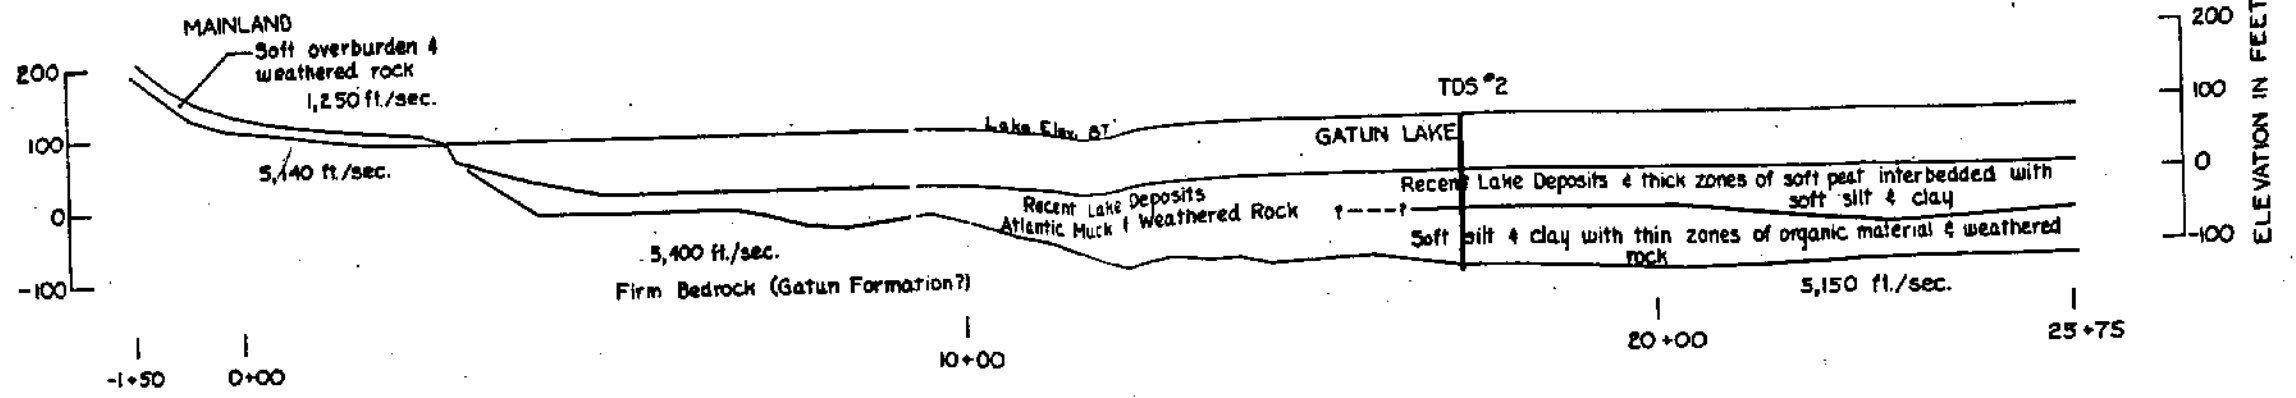 MAINLAND
Soft overburden &
weathered rock
1,250 ft./sec.
200
100
0
-100
5,140 ft./sec.
Lake Elev. 87'
TDS #2
GATUN LAKE
Recent Lake Deposits
Atlantic Muck & Weathered Rock
?----?
Recent Lake Deposits & thick zones of soft peat interbedded with
soft silt & clay
Soft silt & clay with thin zones of organic material & weathered
rock
5,400 ft./sec.
Firm Bedrock (Gatun Formation?)
5,150 ft./sec.
200
100
0
-100
ELEVATION IN FEET
-1+50
0+00
10+00
20+00
25+75